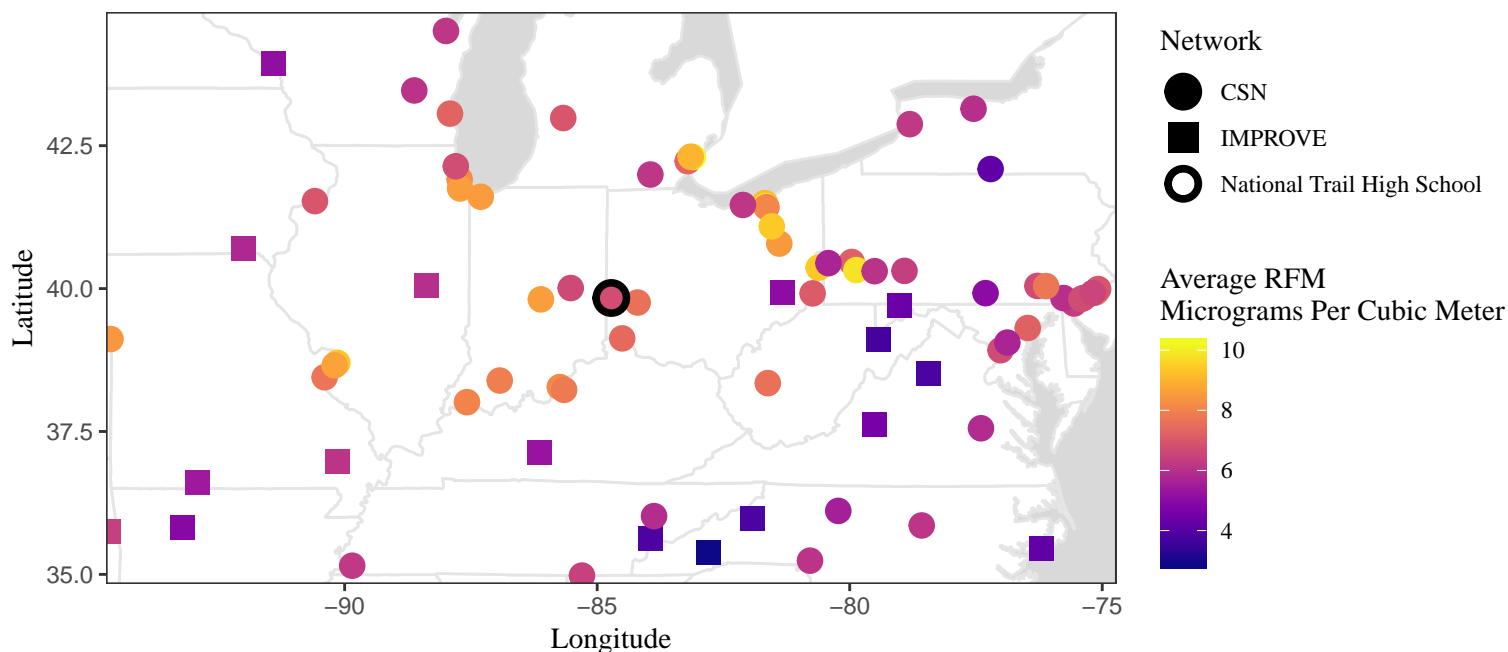 42.5
40.0
37.5
35.0
−90
−85
−80
−75
Latitude
Longitude
Network
CSN
IMPROVE
National Trail High School
Average RFM
Micrograms Per Cubic Meter
10
8
6
4